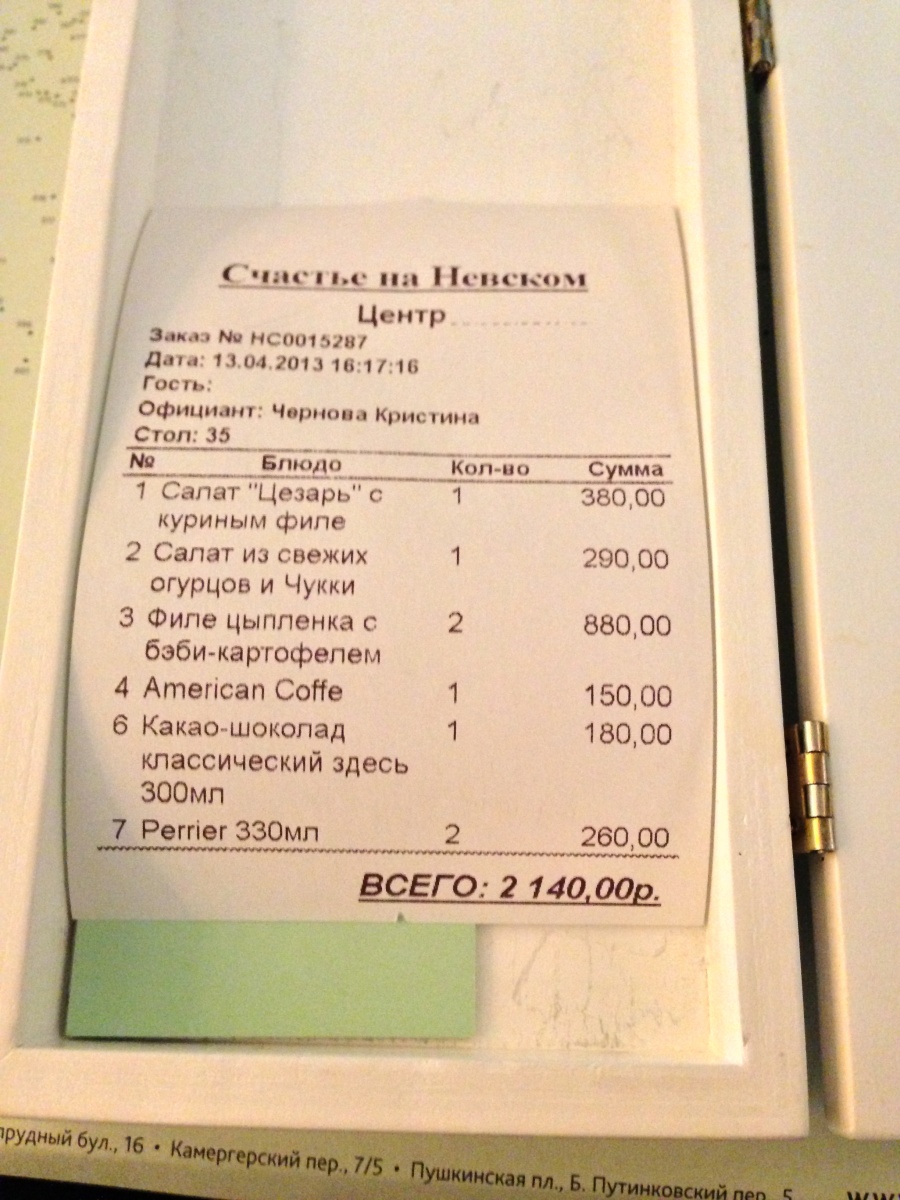 Счастье на Невском
Центр
Заказ № НС0015287
Дата: 13.04.2013 16:17:16
Гость:
Официант: Чернова Кристина
Стол: 35
№ Блюдо Кол-во Сумма
1 Салат "Цезарь" с 1 380,00
куриным филе
2 Салат из свежих 1 290,00
огурцов и Чукки
3 Филе цыпленка с 2 880,00
бэби-картофелем
4 American Coffe 1 150,00
6 Какао-шоколад 1 180,00
классический здесь
300мл
7 Perrier 330мл 2 260,00
ВСЕГО: 2 140,00р.
прудный бул., 16 • Камергерский пер., 7/5 • Пушкинская пл., Б. Путинковский пер., 5